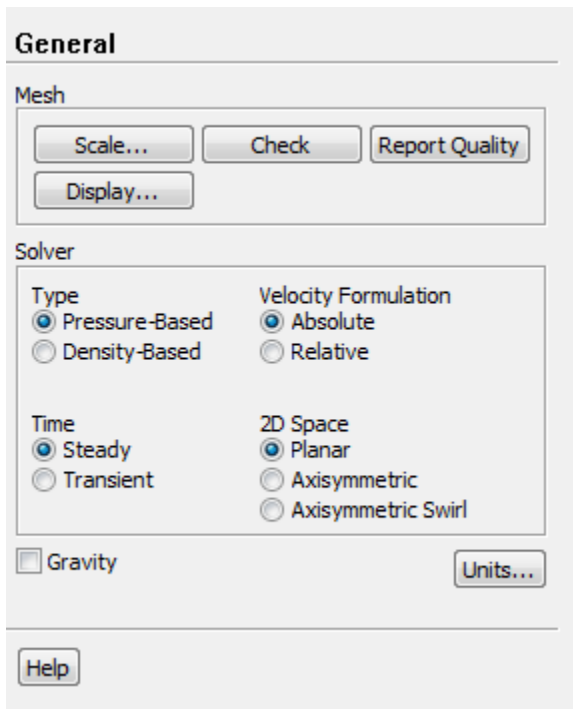 General
Mesh
Scale... Check Report Quality
Display...
Solver
Type Velocity Formulation
Pressure-Based Absolute
Density-Based Relative
Time 2D Space
Steady Planar
Transient Axisymmetric
Axisymmetric Swirl
Gravity Units...
Help